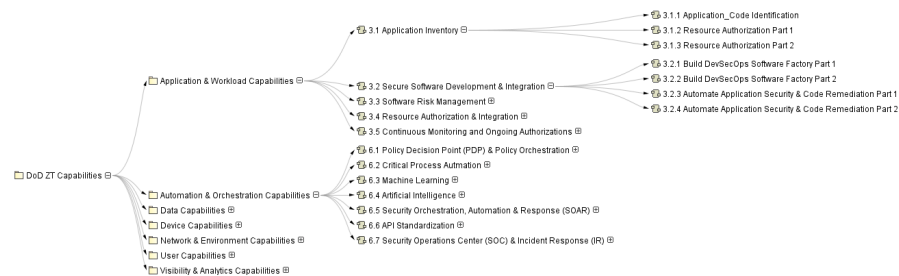 3.1.1 Application_Code Identification
3.1 Application Inventory
3.1.2 Resource Authorization Part 1
3.1.3 Resource Authorization Part 2
3.2.1 Build DevSecOps Software Factory Part 1
3.2.2 Build DevSecOps Software Factory Part 2
Application & Workload Capabilities
3.2 Secure Software Development & Integration
3.2.3 Automate Application Security & Code Remediation Part 1
3.3 Software Risk Management
3.2.4 Automate Application Security & Code Remediation Part 2
3.4 Resource Authorization & Integration
3.5 Continuous Monitoring and Ongoing Authorizations
6.1 Policy Decision Point (PDP) & Policy Orchestration
6.2 Critical Process Autmation
DoD ZT Capabilities
6.3 Machine Learning
Automation & Orchestration Capabilities
6.4 Artificial Intelligence
Data Capabilities
6.5 Security Orchestration, Automation & Response (SOAR)
Device Capabilities
6.6 API Standardization
Network & Environment Capabilities
6.7 Security Operations Center (SOC) & Incident Response (IR)
User Capabilities
Visibility & Analytics Capabilities